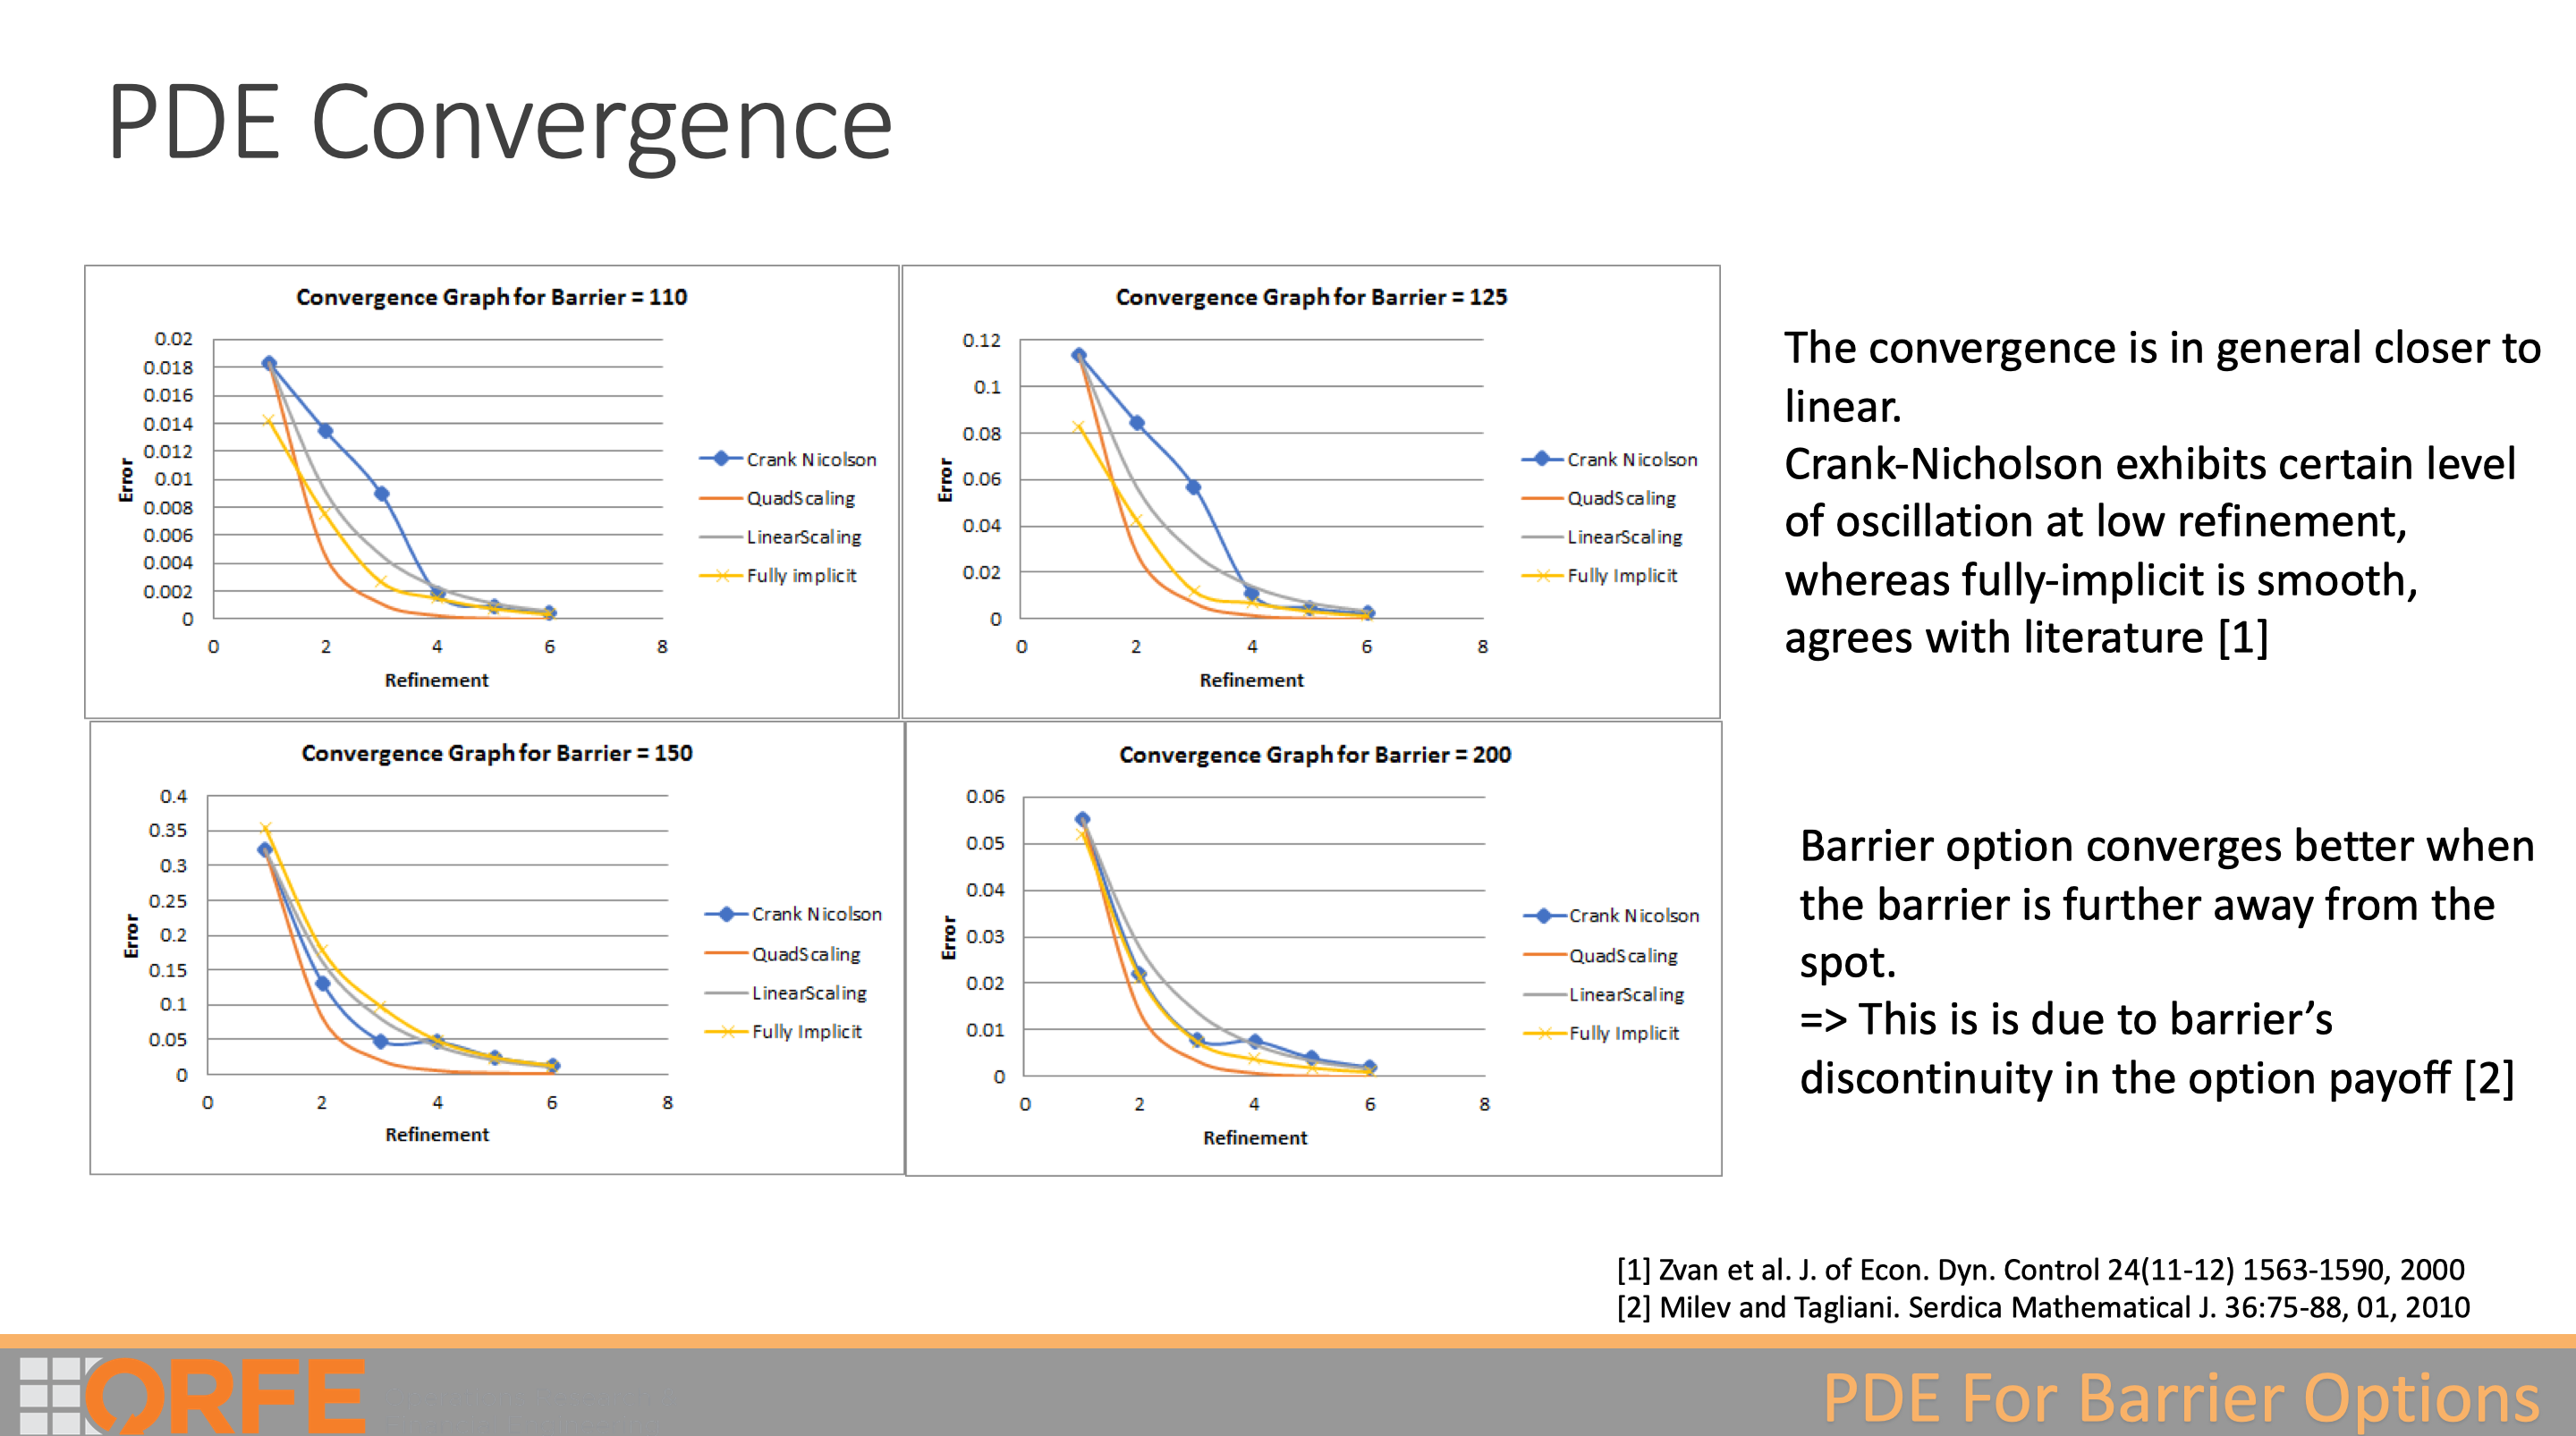 PDE Convergence
Convergence Graph for Barrier = 110
0.02
0.018
0.016
0.014
0.012
0.01
0.008
0.006
0.004
0.002
0
Error
0 2 4 6 8
Refinement
Crank Nicolson
QuadScaling
LinearScaling
Fully implicit
Convergence Graph for Barrier = 125
0.12
0.1
0.08
0.06
0.04
0.02
0
Error
0 2 4 6 8
Refinement
Crank Nicolson
QuadScaling
LinearScaling
Fully Implicit
The convergence is in general closer to
linear.
Crank-Nicholson exhibits certain level
of oscillation at low refinement,
whereas fully-implicit is smooth,
agrees with literature [1]
Convergence Graph for Barrier = 150
0.4
0.35
0.3
0.25
0.2
0.15
0.1
0.05
0
Error
0 2 4 6 8
Refinement
Crank Nicolson
QuadScaling
LinearScaling
Fully Implicit
Convergence Graph for Barrier = 200
0.06
0.05
0.04
0.03
0.02
0.01
0
Error
0 2 4 6 8
Refinement
Crank Nicolson
QuadScaling
LinearScaling
Fully Implicit
Barrier option converges better when
the barrier is further away from the
spot.
=> This is is due to barrier’s
discontinuity in the option payoff [2]
[1] Zvan et al. J. of Econ. Dyn. Control 24(11-12) 1563-1590, 2000
[2] Milev and Tagliani. Serdica Mathematical J. 36:75-88, 01, 2010
ORFE
PDE For Barrier Options